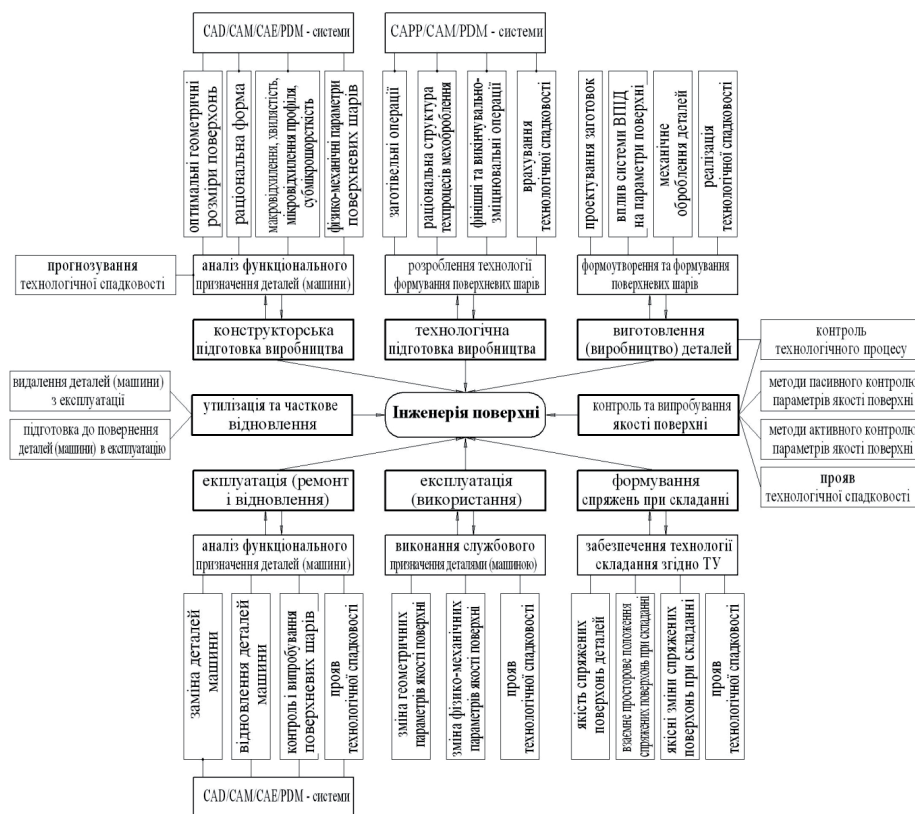 CAD/CAM/CAE/PDM - системи
CAPP/CAM/PDM - системи
оптимальні геометричні
розміри поверхонь
раціональна форма
макровідхилення, хвилястість,
мікровідхилення профіля,
субмікрошорсткість
фізико-механічні параметри
поверхневих шарів
заготівельні операції
раціональна структура
техпроцесів мехоброблення
фінішні та викінчувально-
зміцнювальні операції
врахування
технологічної спадковості
проектування заготовок
вплив системи ВПІД
на параметри поверхні
механічне
оброблення деталей
реалізація
технологічної спадковості
прогнозування
технологічної спадковості
аналіз функціонального
призначення деталей (машини)
розроблення технології
формування поверхневих шарів
формоутворення та формування
поверхневих шарів
конструкторська
підготовка виробництва
технологічна
підготовка виробництва
виготовлення
(виробництво) деталей
контроль
технологічного процесу
видалення деталей (машини)
з експлуатації
утилізація та часткове
відновлення
Інженерія поверхні
контроль та випробування
якості поверхні
методи пасивного контролю
параметрів якості поверхні
підготовка до повернення
деталей (машини) в експлуатацію
методи активного контролю
параметрів якості поверхні
прояв
технологічної спадковості
екплуатація (ремонт
і відновлення)
експлуатація
(використання)
формування
спряжень при складанні
аналіз функціонального
призначення деталей (машини)
виконання службового
призначення деталями (машиною)
забезпечення технології
складання згідно ТУ
заміна деталей
машини
відновлення деталей
машини
контроль і випробування
поверхневих шарів
прояв
технологічної спадковості
зміна геометричних
параметрів якості поверхні
зміна фізико-механічних
параметрів якості поверхні
прояв
технологічної спадковості
якість спряжених
поверхонь деталей
взаємне просторове положення
спряжених поверхонь при складанні
якісні зміни спряжених
поверхонь при складанні
прояв
технологічної спадковості
CAD/CAM/CAE/PDM - системи